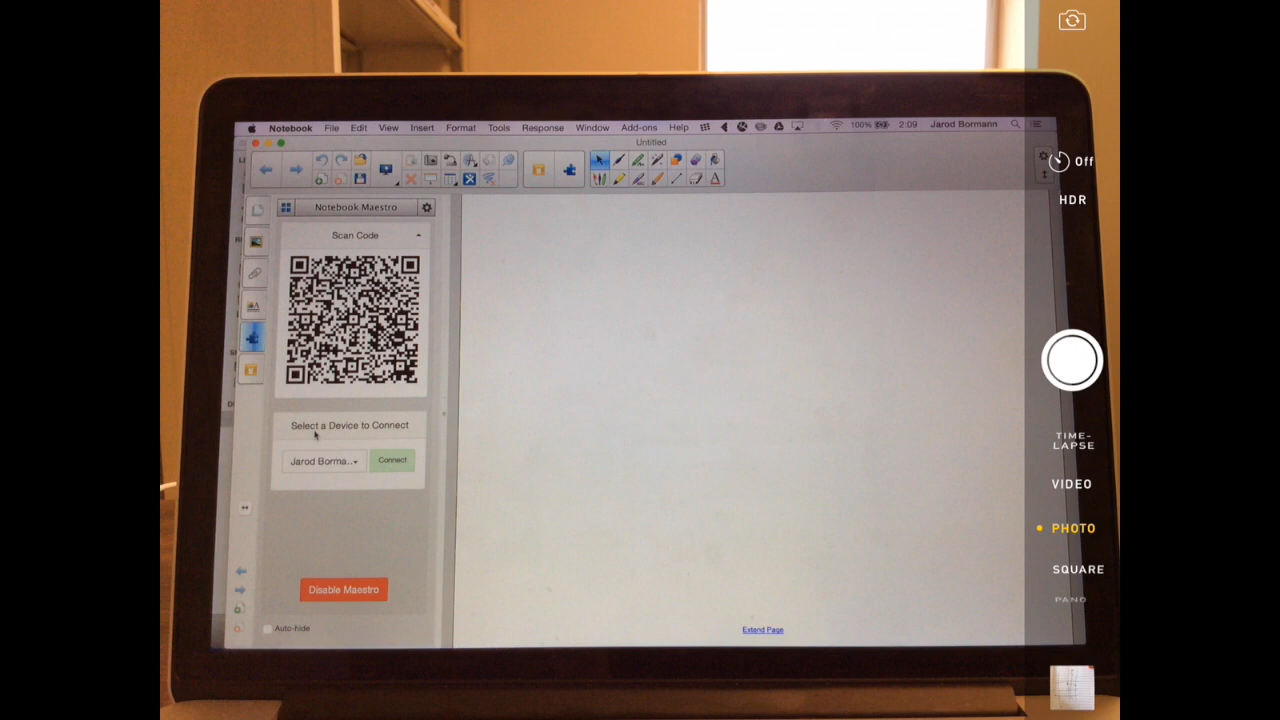 Notebook File Edit View Insert Format Tools Response Window Add-ons Help 100% 2:09 Jarod Bormann
Untitled
Off
HDR
Notebook Maestro
Scan Code
Select a Device to Connect
Jarod Borma.. Connect
TIME-
LAPSE
VIDEO
PHOTO
SQUARE
PANO
Disable Maestro
Auto-hide
Extend Page